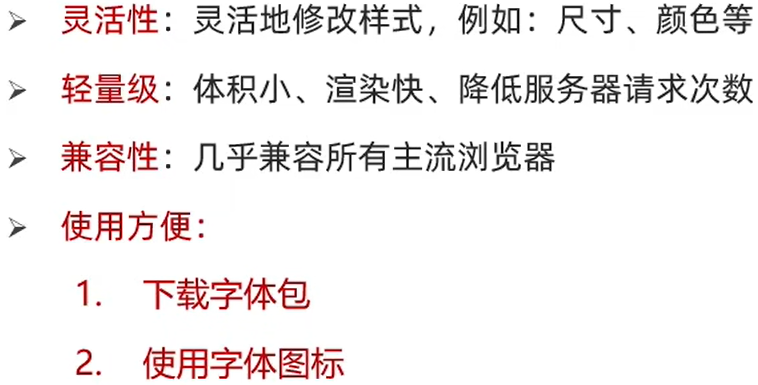 ➢ 灵活性：灵活地修改样式，例如：尺寸、颜色等
➢ 轻量级：体积小、渲染快、降低服务器请求次数
➢ 兼容性：几乎兼容所有主流浏览器
➢ 使用方便：
1. 下载字体包
2. 使用字体图标